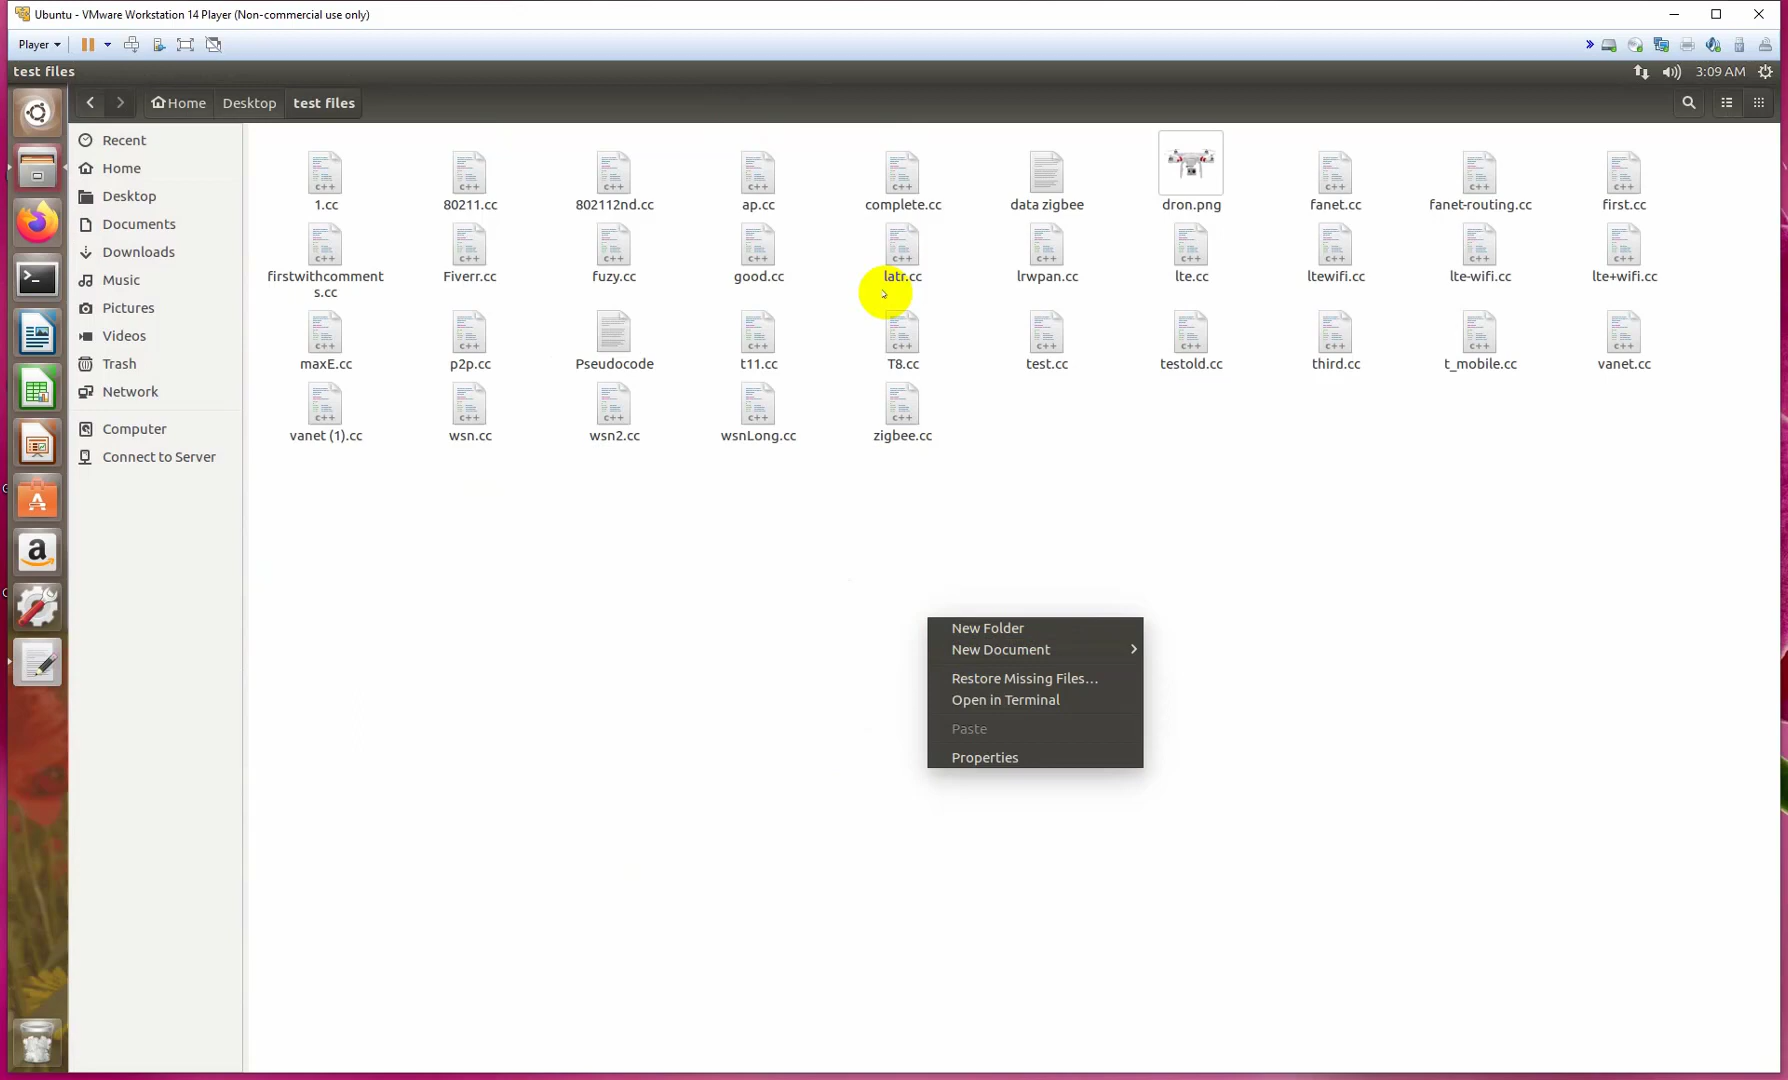 Ubuntu - VMware Workstation 14 Player (Non-commercial use only)
Player
test files
3:09 AM
Home Desktop test files
Recent
Home
Desktop
Documents
Downloads
Music
Pictures
Videos
Trash
Network
Computer
Connect to Server
1.cc 80211.cc 802112nd.cc ap.cc complete.cc data zigbee dron.png fanet.cc fanet-routing.cc first.cc
firstwithcomment Fiverr.cc fuzy.cc good.cc latr.cc lrwpan.cc lte.cc ltewifi.cc lte-wifi.cc lte+wifi.cc
s.cc
maxE.cc p2p.cc Pseudocode t11.cc T8.cc test.cc testold.cc third.cc t_mobile.cc vanet.cc
vanet (1).cc wsn.cc wsn2.cc wsnLong.cc zigbee.cc
New Folder
New Document
Restore Missing Files...
Open in Terminal
Paste
Properties